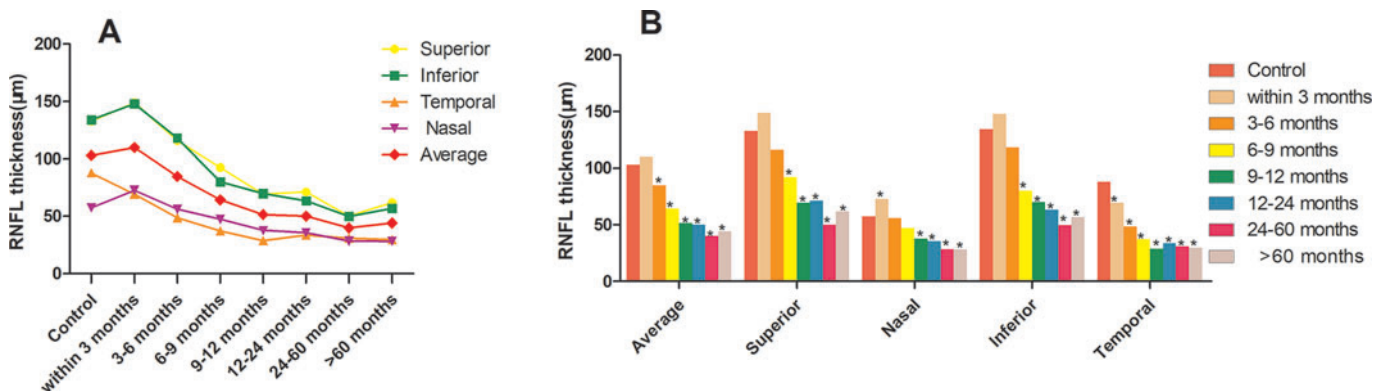 A
RNFL thickness(µm)
200
150
100
50
0
Control
within 3 months
3-6 months
6-9 months
9-12 months
12-24 months
24-60 months
>60 months
Superior
Inferior
Temporal
Nasal
Average
B
RNFL thickness(µm)
200
150
100
50
0
* * * * * *
* * * * *
* * * * *
* * * * *
* * * * * * *
Average
Superior
Nasal
Inferior
Temporal
Control
within 3 months
3-6 months
6-9 months
9-12 months
12-24 months
24-60 months
>60 months